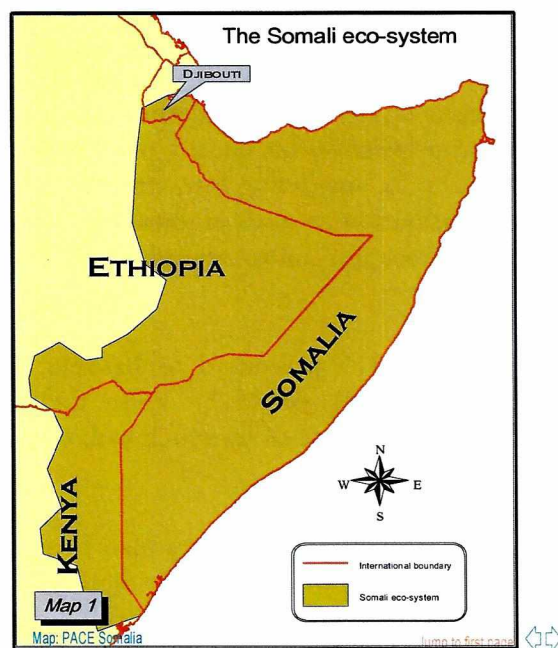 The Somali eco-system
DJIBOUTI
ETHIOPIA
SOMALIA
KENYA
N
W E
S
International boundary
Somali eco-system
Map 1
Map: PACE Somalia
Jump to first page